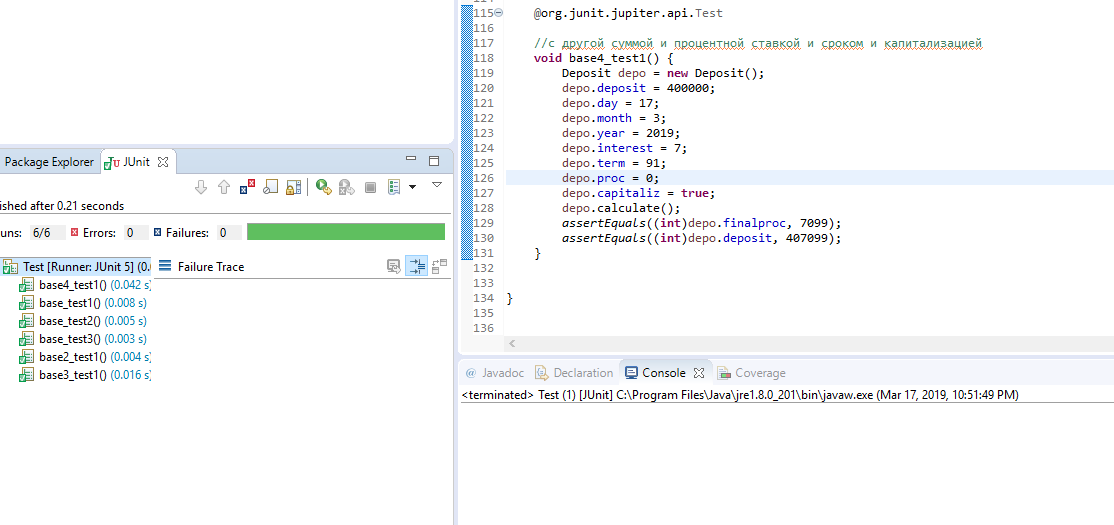 Package Explorer
JUnit
ished after 0.21 seconds
uns: 6/6 Errors: 0 Failures: 0
Test [Runner: JUnit 5] (0.0
Failure Trace
base4_test1() (0.042 s)
base_test1() (0.008 s)
base_test2() (0.005 s)
base_test3() (0.003 s)
base2_test1() (0.004 s)
base3_test1() (0.016 s)
115 @org.junit.jupiter.api.Test
116
117 //с другой суммой и процентной ставкой и сроком и капитализацией
118 void base4_test1() {
119 Deposit depo = new Deposit();
120 depo.deposit = 400000;
121 depo.day = 17;
122 depo.month = 3;
123 depo.year = 2019;
124 depo.interest = 7;
125 depo.term = 91;
126 depo.proc = 0;
127 depo.capitaliz = true;
128 depo.calculate();
129 assertEquals((int)depo.finalproc, 7099);
130 assertEquals((int)depo.deposit, 407099);
131 }
132
133
134 }
135
136
@ Javadoc Declaration Console Coverage
<terminated> Test (1) [JUnit] C:\Program Files\Java\jre1.8.0_201\bin\javaw.exe (Mar 17, 2019, 10:51:49 PM)